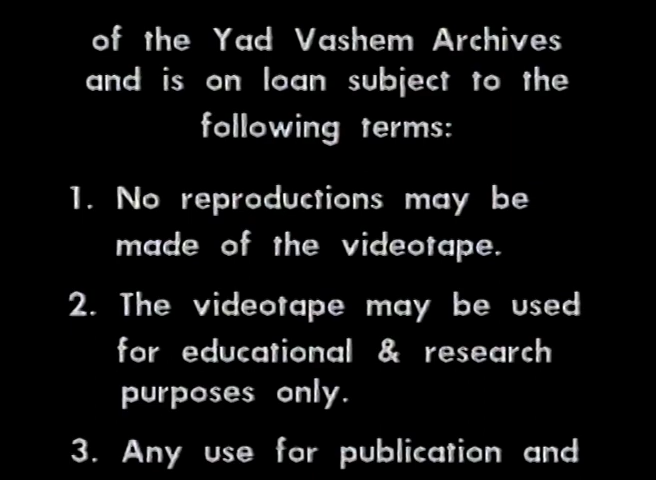 of the Yad Vashem Archives
and is on loan subject to the
following terms:
1. No reproductions may be
made of the videotape.
2. The videotape may be used
for educational & research
purposes only.
3. Any use for publication and